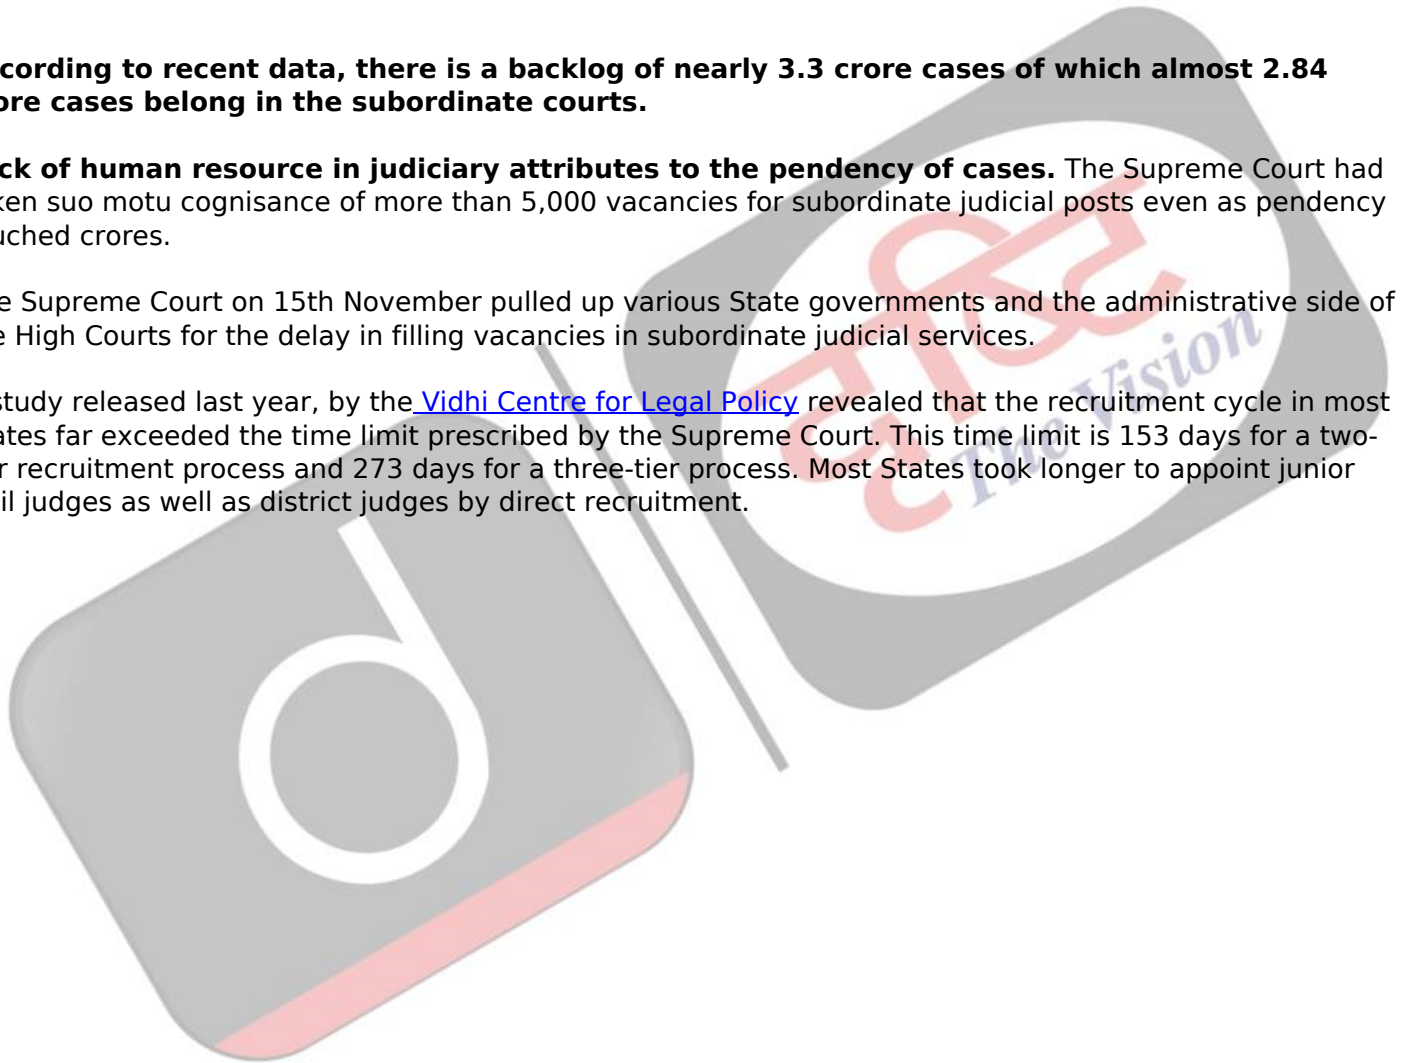 cording to recent data, there is a backlog of nearly 3.3 crore cases of which almost 2.84
ore cases belong in the subordinate courts.
ck of human resource in judiciary attributes to the pendency of cases. The Supreme Court had
ken suo motu cognisance of more than 5,000 vacancies for subordinate judicial posts even as pendency
uched crores.
e Supreme Court on 15th November pulled up various State governments and the administrative side of
e High Courts for the delay in filling vacancies in subordinate judicial services.
study released last year, by the Vidhi Centre for Legal Policy revealed that the recruitment cycle in most
ates far exceeded the time limit prescribed by the Supreme Court. This time limit is 153 days for a two-
r recruitment process and 273 days for a three-tier process. Most States took longer to appoint junior
il judges as well as district judges by direct recruitment.
दृष्टि
The Vision
d